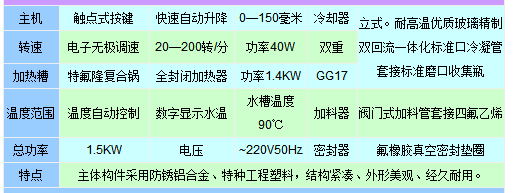 主机 触点式按键 快速自动升降 0—150毫米 冷却器 立式。耐高温优质玻璃精制
转速 电子无极调速 20—200转/分 功率40W 双重 双回流一体化标准口冷凝管
加热槽 特氟隆复合锅 全封闭加热器 功率1.4KW GG17 套接标准磨口收集瓶
温度范围 温度自动控制 数字显示水温 水槽温度 加料器 阀门式加料管套接四氟乙烯
90℃
总功率 1.5KW 电压 ~220V50Hz 密封器 氟橡胶真空密封垫圈
特点 主体构件采用防锈铝合金、特种工程塑料，结构紧凑、外形美观、经久耐用。